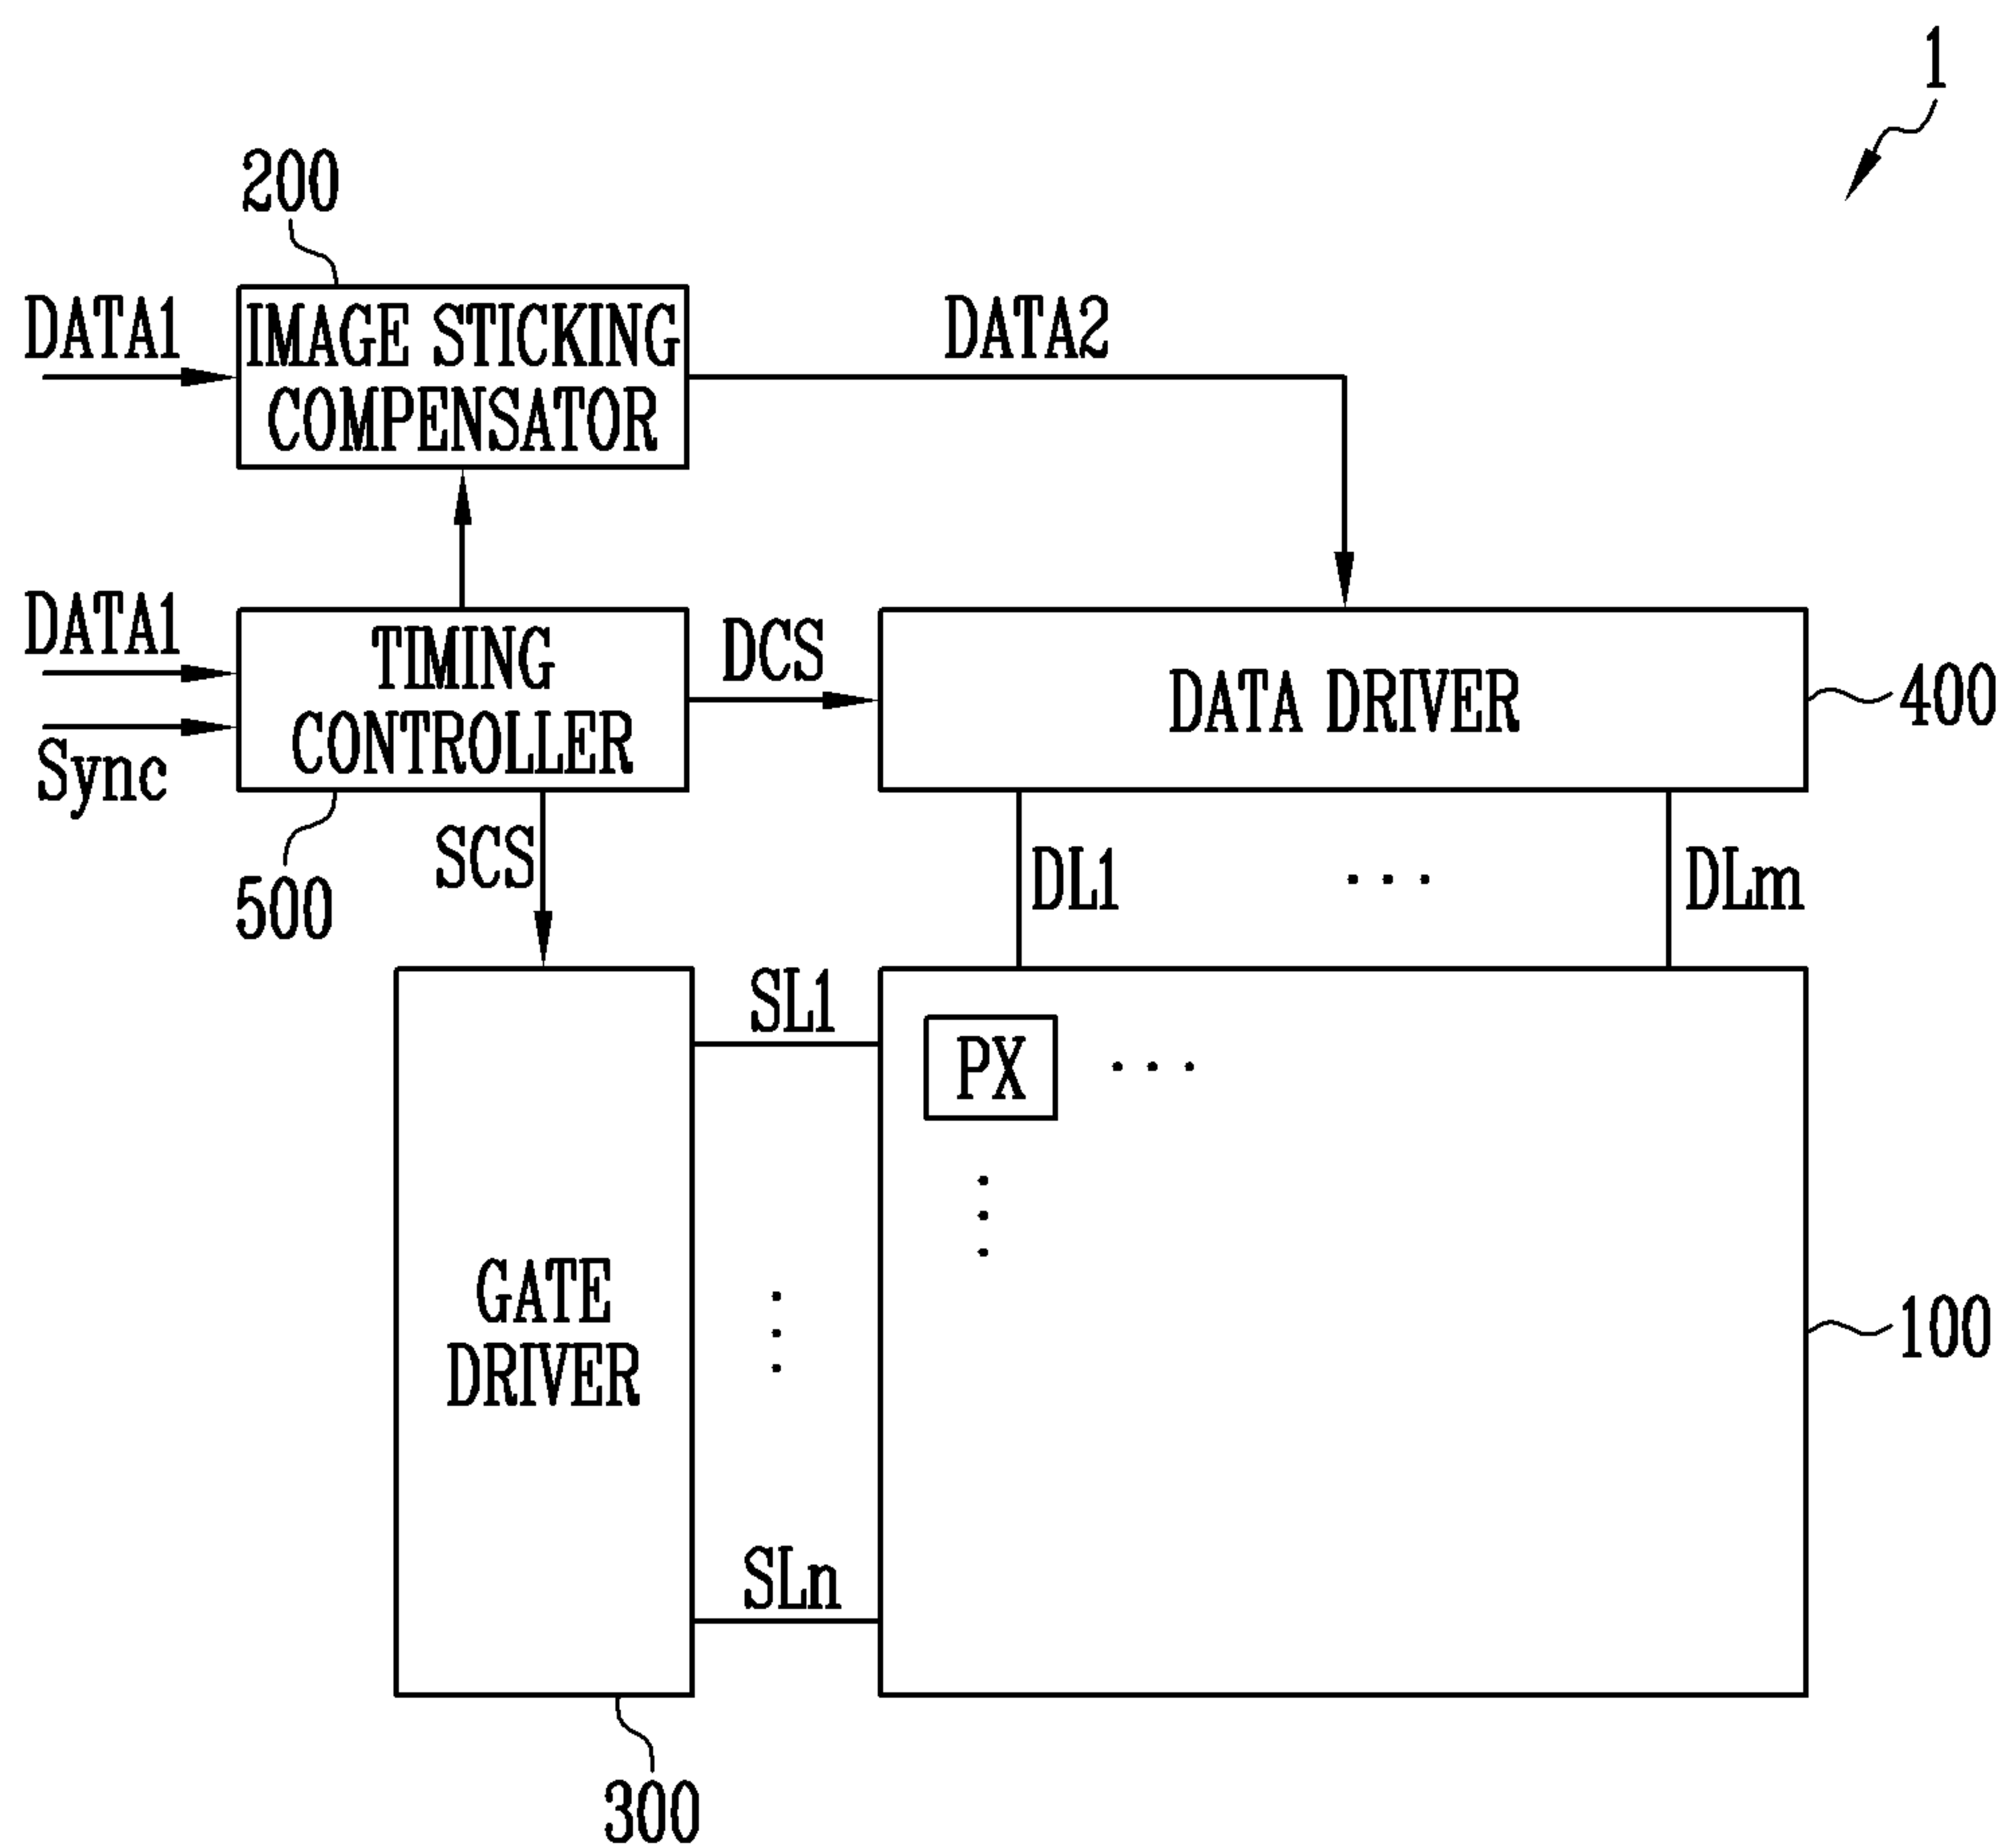 1
200
DATA1
IMAGE STICKING
COMPENSATOR
DATA2
DATA1
Sync
TIMING
CONTROLLER
DCS
DATA DRIVER
400
500
SCS
DL1
...
DLm
SL1
PX
...
GATE
DRIVER
100
SLn
300